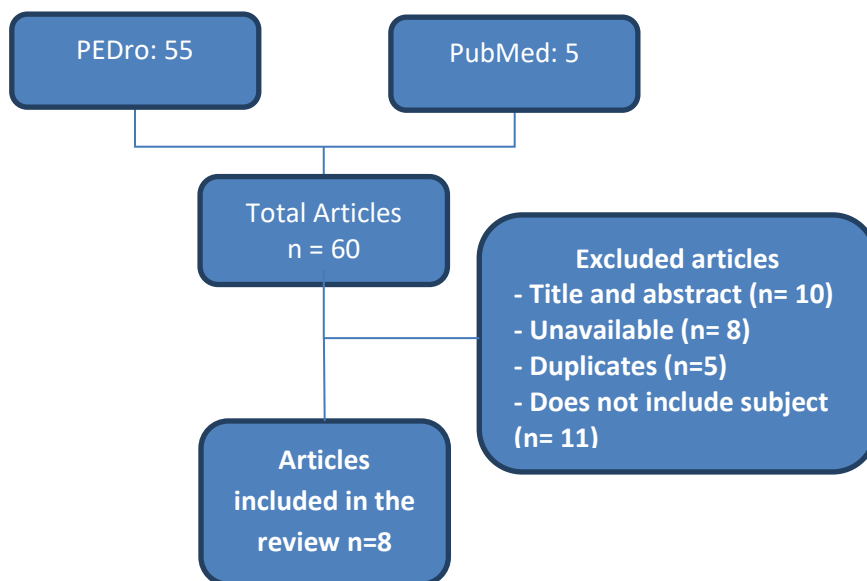 PEDro: 55
PubMed: 5
Total Articles
n = 60
Excluded articles
- Title and abstract (n= 10)
- Unavailable (n= 8)
- Duplicates (n=5)
- Does not include subject
(n= 11)
Articles
included in the
review n=8